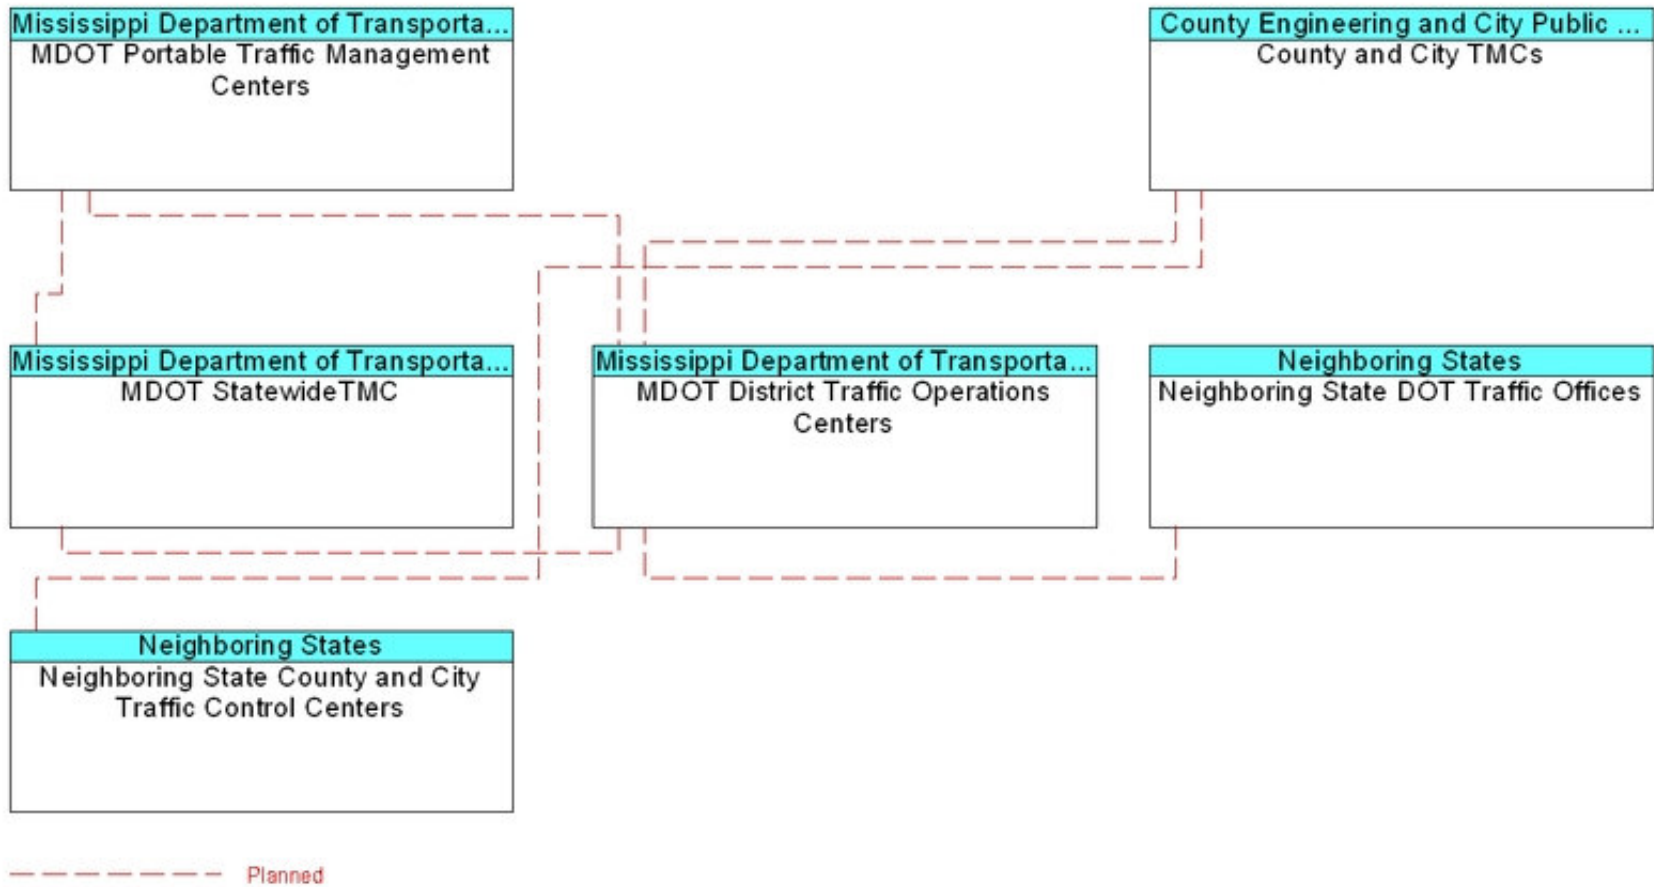 Mississippi Department of Transporta...
MDOT Portable Traffic Management
Centers
County Engineering and City Public ...
County and City TMCs
Mississippi Department of Transporta...
MDOT StatewideTMC
Mississippi Department of Transporta...
MDOT District Traffic Operations
Centers
Neighboring States
Neighboring State DOT Traffic Offices
Neighboring States
Neighboring State County and City
Traffic Control Centers
Planned